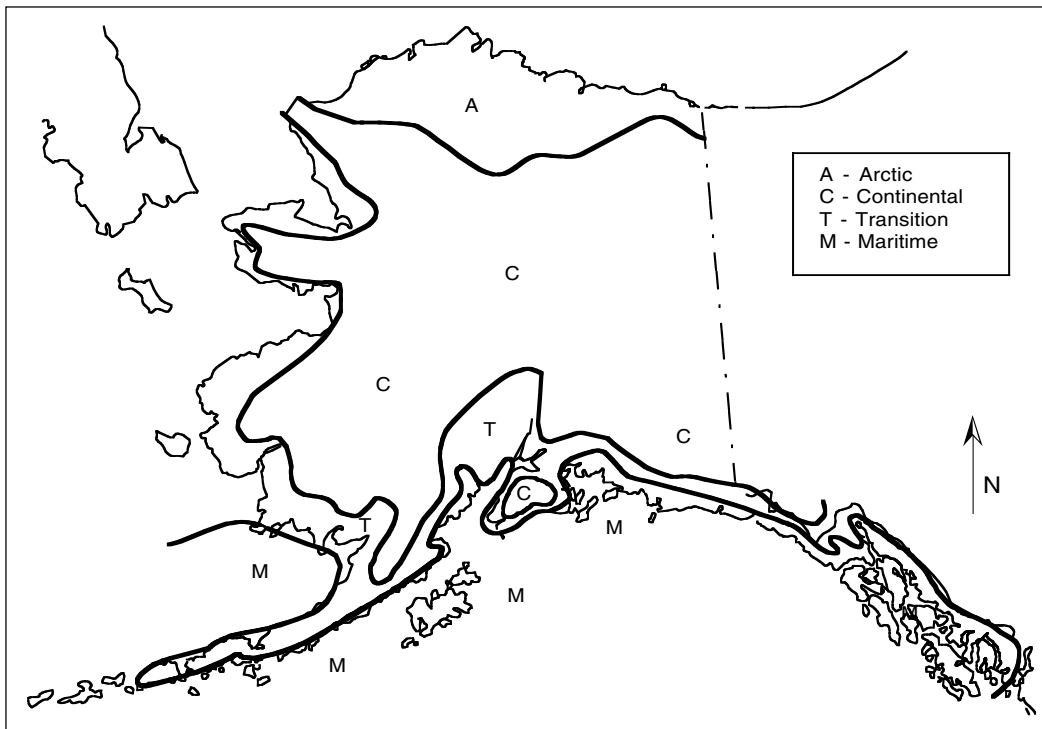 A
A - Arctic
C - Continental
T - Transition
M - Maritime
C
C
T
C
C
N
T
M
M
M
M